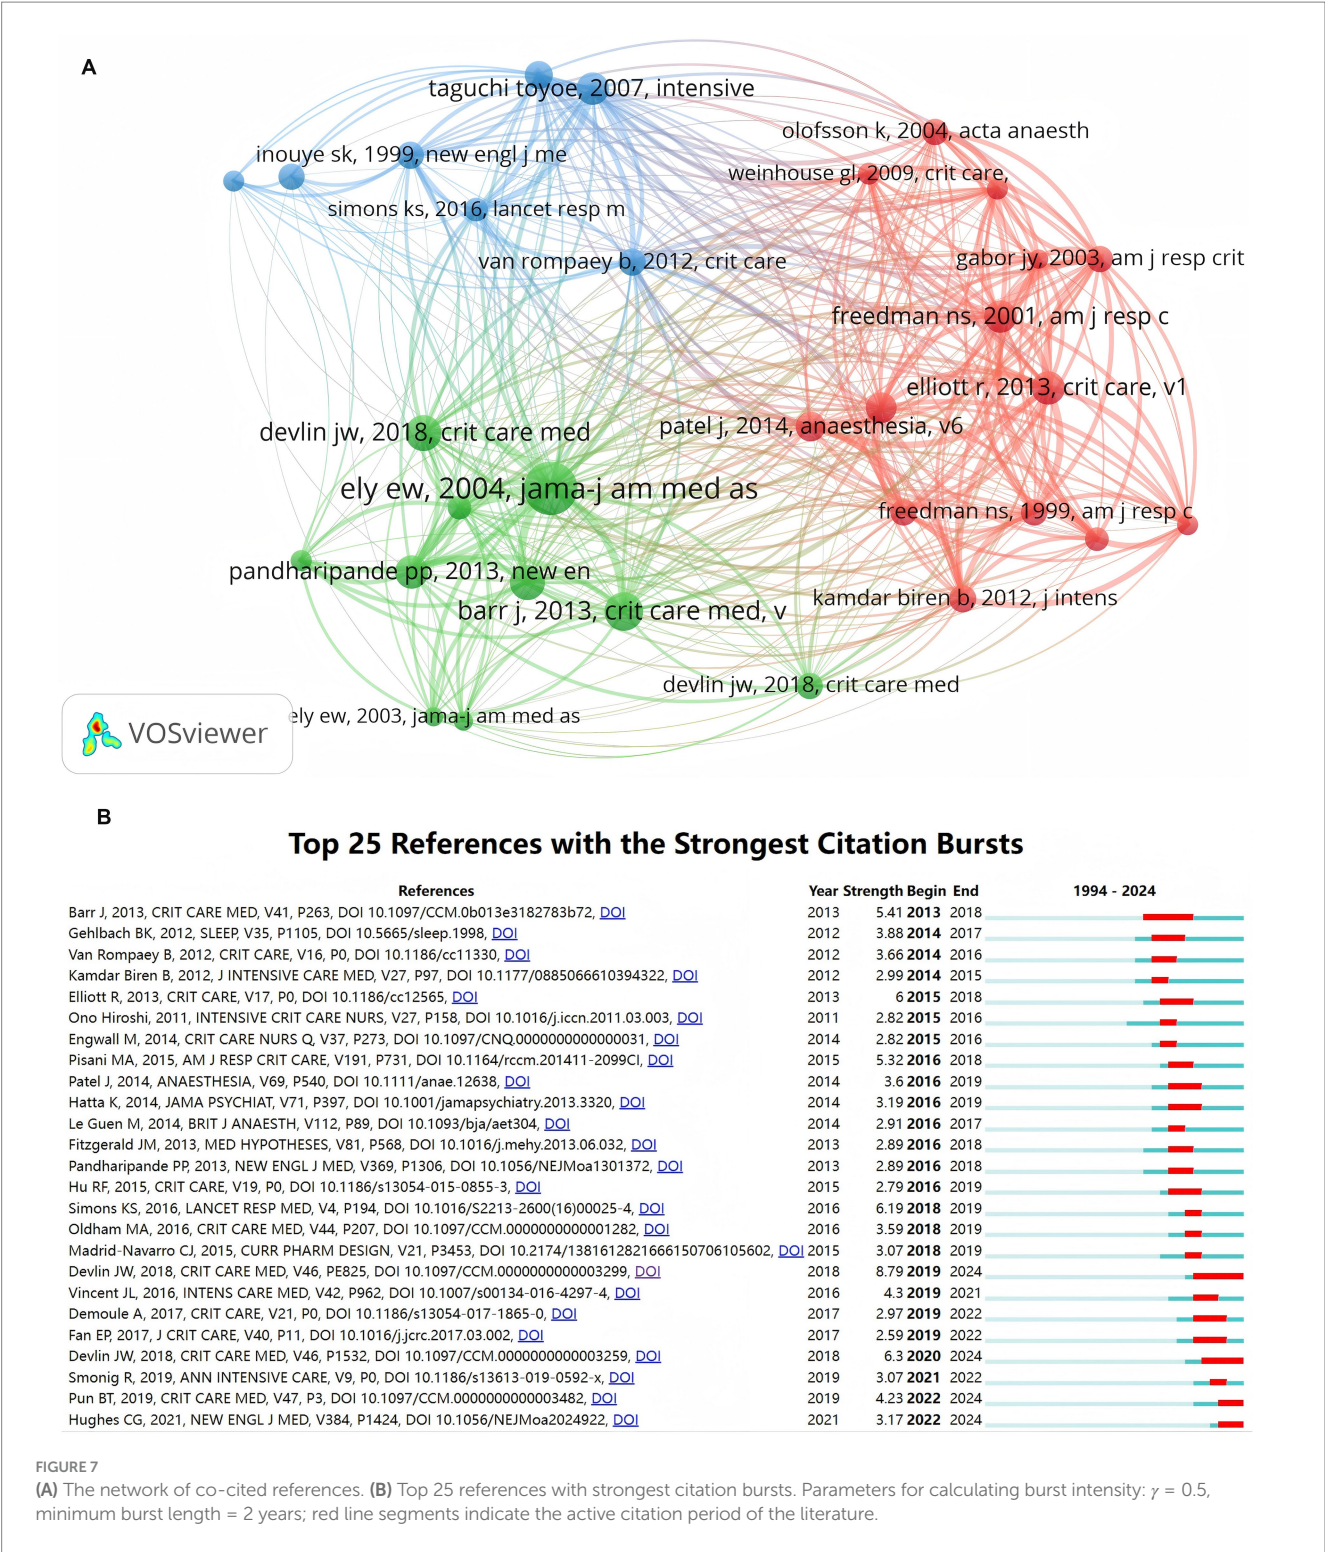 A
taguchi toyoe, 2007, intensive
olofsson k, 2004, acta anaesth
inouye sk, 1999, new engl j me
weinhouse gl, 2009, crit care,
simons ks, 2016, lancet resp m
van rompaey b, 2012, crit care
gabor jy, 2003, am j resp crit
freedman ns, 2001, am j resp c
elliott r, 2013, crit care, v1
devlin jw, 2018, crit care med
patel j, 2014, anaesthesia, v6
ely ew, 2004, jama-j am med as
freedman ns, 1999, am j resp c
pandharipande pp, 2013, new en
barr j, 2013, crit care med, v
kamdar biren b, 2012, j intens
devlin jw, 2018, crit care med
ely ew, 2003, jama-j am med as
VOSviewer
B
Top 25 References with the Strongest Citation Bursts
References Year Strength Begin End 1994 - 2024
Barr J, 2013, CRIT CARE MED, V41, P263, DOI 10.1097/CCM.0b013e3182783b72, DOI 2013 5.41 2013 2018
Gehlbach BK, 2012, SLEEP, V35, P1105, DOI 10.5665/sleep.1998, DOI 2012 3.88 2014 2017
Van Rompaey B, 2012, CRIT CARE, V16, P0, DOI 10.1186/cc11330, DOI 2012 3.66 2014 2016
Kamdar Biren B, 2012, J INTENSIVE CARE MED, V27, P97, DOI 10.1177/0885066610394322, DOI 2012 2.99 2014 2015
Elliott R, 2013, CRIT CARE, V17, P0, DOI 10.1186/cc12565, DOI 2013 6 2015 2018
Ono Hiroshi, 2011, INTENSIVE CRIT CARE NURS, V27, P158, DOI 10.1016/j.iccn.2011.03.003, DOI 2011 2.82 2015 2016
Engwall M, 2014, CRIT CARE NURS Q, V37, P273, DOI 10.1097/CNQ.0000000000000031, DOI 2014 2.82 2015 2016
Pisani MA, 2015, AM J RESP CRIT CARE, V191, P731, DOI 10.1164/rccm.201411-2099CI, DOI 2015 5.32 2016 2018
Patel J, 2014, ANAESTHESIA, V69, P540, DOI 10.1111/anae.12638, DOI 2014 3.6 2016 2019
Hatta K, 2014, JAMA PSYCHIAT, V71, P397, DOI 10.1001/jamapsychiatry.2013.3320, DOI 2014 3.19 2016 2019
Le Guen M, 2014, BRIT J ANAESTH, V112, P89, DOI 10.1093/bja/aet304, DOI 2014 2.91 2016 2017
Fitzgerald JM, 2013, MED HYPOTHESES, V81, P568, DOI 10.1016/j.mehy.2013.06.032, DOI 2013 2.89 2016 2018
Pandharipande PP, 2013, NEW ENGL J MED, V369, P1306, DOI 10.1056/NEJMoa1301372, DOI 2013 2.89 2016 2018
Hu RF, 2015, CRIT CARE, V19, P0, DOI 10.1186/s13054-015-0855-3, DOI 2015 2.79 2016 2019
Simons KS, 2016, LANCET RESP MED, V4, P194, DOI 10.1016/S2213-2600(16)00025-4, DOI 2016 6.19 2018 2019
Oldham MA, 2016, CRIT CARE MED, V44, P207, DOI 10.1097/CCM.0000000000001282, DOI 2016 3.59 2018 2019
Madrid-Navarro CJ, 2015, CURR PHARM DESIGN, V21, P3453, DOI 10.2174/1381612821666150706105602, DOI 2015 3.07 2018 2019
Devlin JW, 2018, CRIT CARE MED, V46, PE825, DOI 10.1097/CCM.0000000000003299, DOI 2018 8.79 2019 2024
Vincent JL, 2016, INTENS CARE MED, V42, P962, DOI 10.1007/s00134-016-4297-4, DOI 2016 4.3 2019 2021
Demoule A, 2017, CRIT CARE, V21, P0, DOI 10.1186/s13054-017-1865-0, DOI 2017 2.97 2019 2022
Fan EP, 2017, J CRIT CARE, V40, P11, DOI 10.1016/j.jcrc.2017.03.002, DOI 2017 2.59 2019 2022
Devlin JW, 2018, CRIT CARE MED, V46, P1532, DOI 10.1097/CCM.0000000000003259, DOI 2018 6.3 2020 2024
Smonig R, 2019, ANN INTENSIVE CARE, V9, P0, DOI 10.1186/s13613-019-0592-x, DOI 2019 3.07 2021 2022
Pun BT, 2019, CRIT CARE MED, V47, P3, DOI 10.1097/CCM.0000000000003482, DOI 2019 4.23 2022 2024
Hughes CG, 2021, NEW ENGL J MED, V384, P1424, DOI 10.1056/NEJMoa2024922, DOI 2021 3.17 2022 2024
FIGURE 7
(A) The network of co-cited references. (B) Top 25 references with strongest citation bursts. Parameters for calculating burst intensity: γ = 0.5,
minimum burst length = 2 years; red line segments indicate the active citation period of the literature.